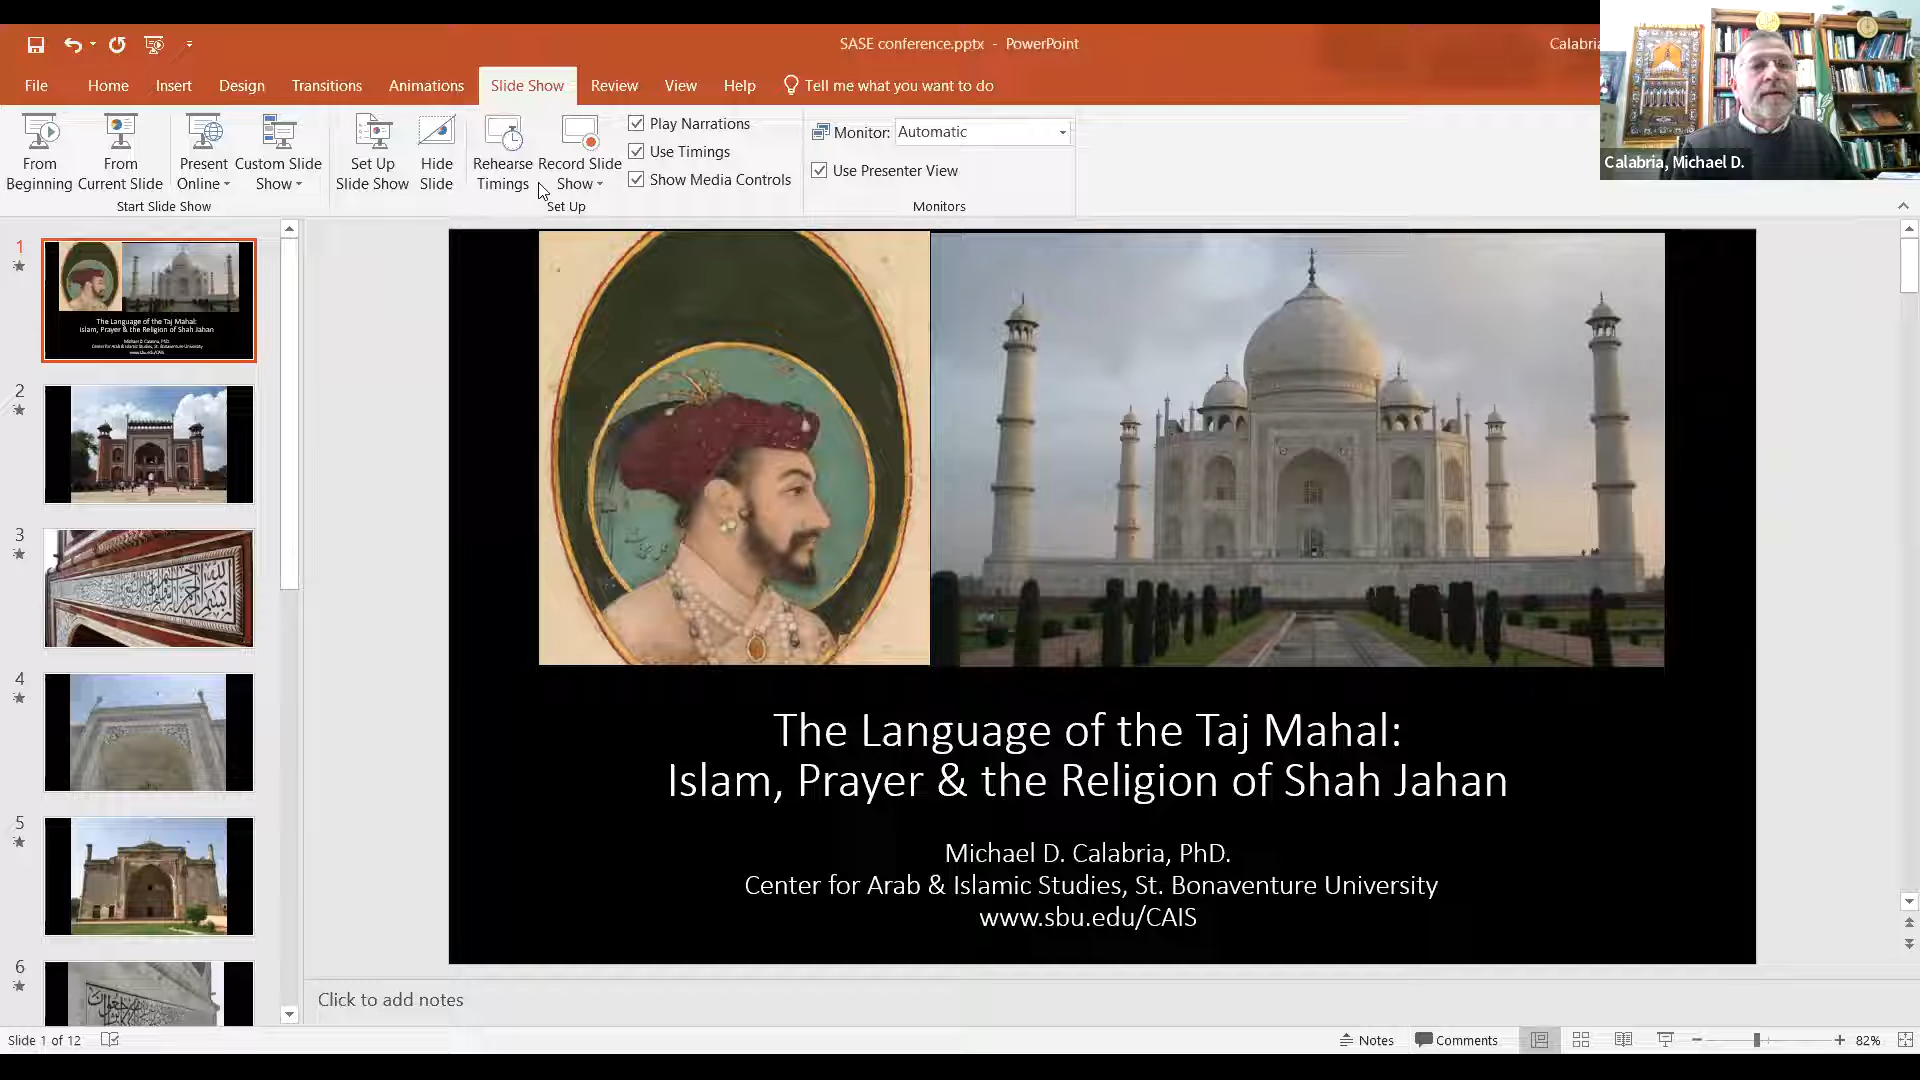 SASE conference.pptx - PowerPoint
Calabria
File Home Insert Design Transitions Animations Slide Show Review View Help Tell me what you want to do
From Beginning
From Current Slide
Present Online
Custom Slide Show
Start Slide Show
Set Up Slide Show
Hide Slide
Rehearse Timings
Record Slide Show
Play Narrations
Use Timings
Show Media Controls
Set Up
Monitor: Automatic
Use Presenter View
Monitors
Calabria, Michael D.
1
The Language of the Taj Mahal:
Islam, Prayer & the Religion of Shah Jahan
Michael D. Calabria, PhD.
Center for Arab & Islamic Studies, St. Bonaventure University
www.sbu.edu/CAIS
2
3
4
5
6
The Language of the Taj Mahal:
Islam, Prayer & the Religion of Shah Jahan
Michael D. Calabria, PhD.
Center for Arab & Islamic Studies, St. Bonaventure University
www.sbu.edu/CAIS
Click to add notes
Slide 1 of 12
Notes Comments 82%